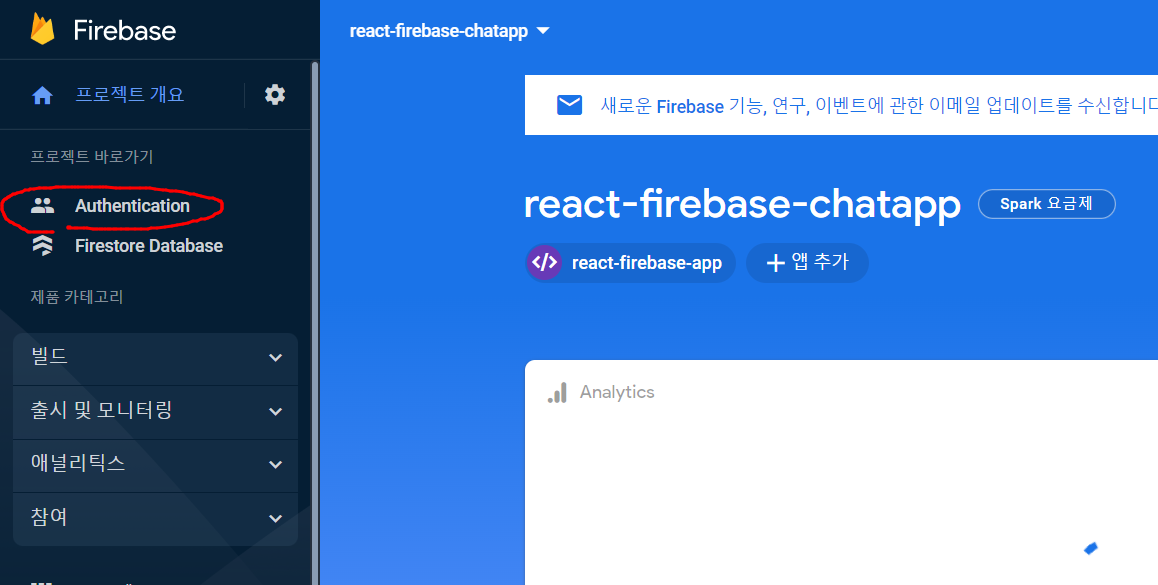 Firebase
react-firebase-chatapp
프로젝트 개요
새로운 Firebase 기능, 연구, 이벤트에 관한 이메일 업데이트를 수신합니다
프로젝트 바로가기
Authentication
Firestore Database
react-firebase-chatapp
Spark 요금제
react-firebase-app
앱 추가
제품 카테고리
빌드
출시 및 모니터링
애널리틱스
참여
Analytics